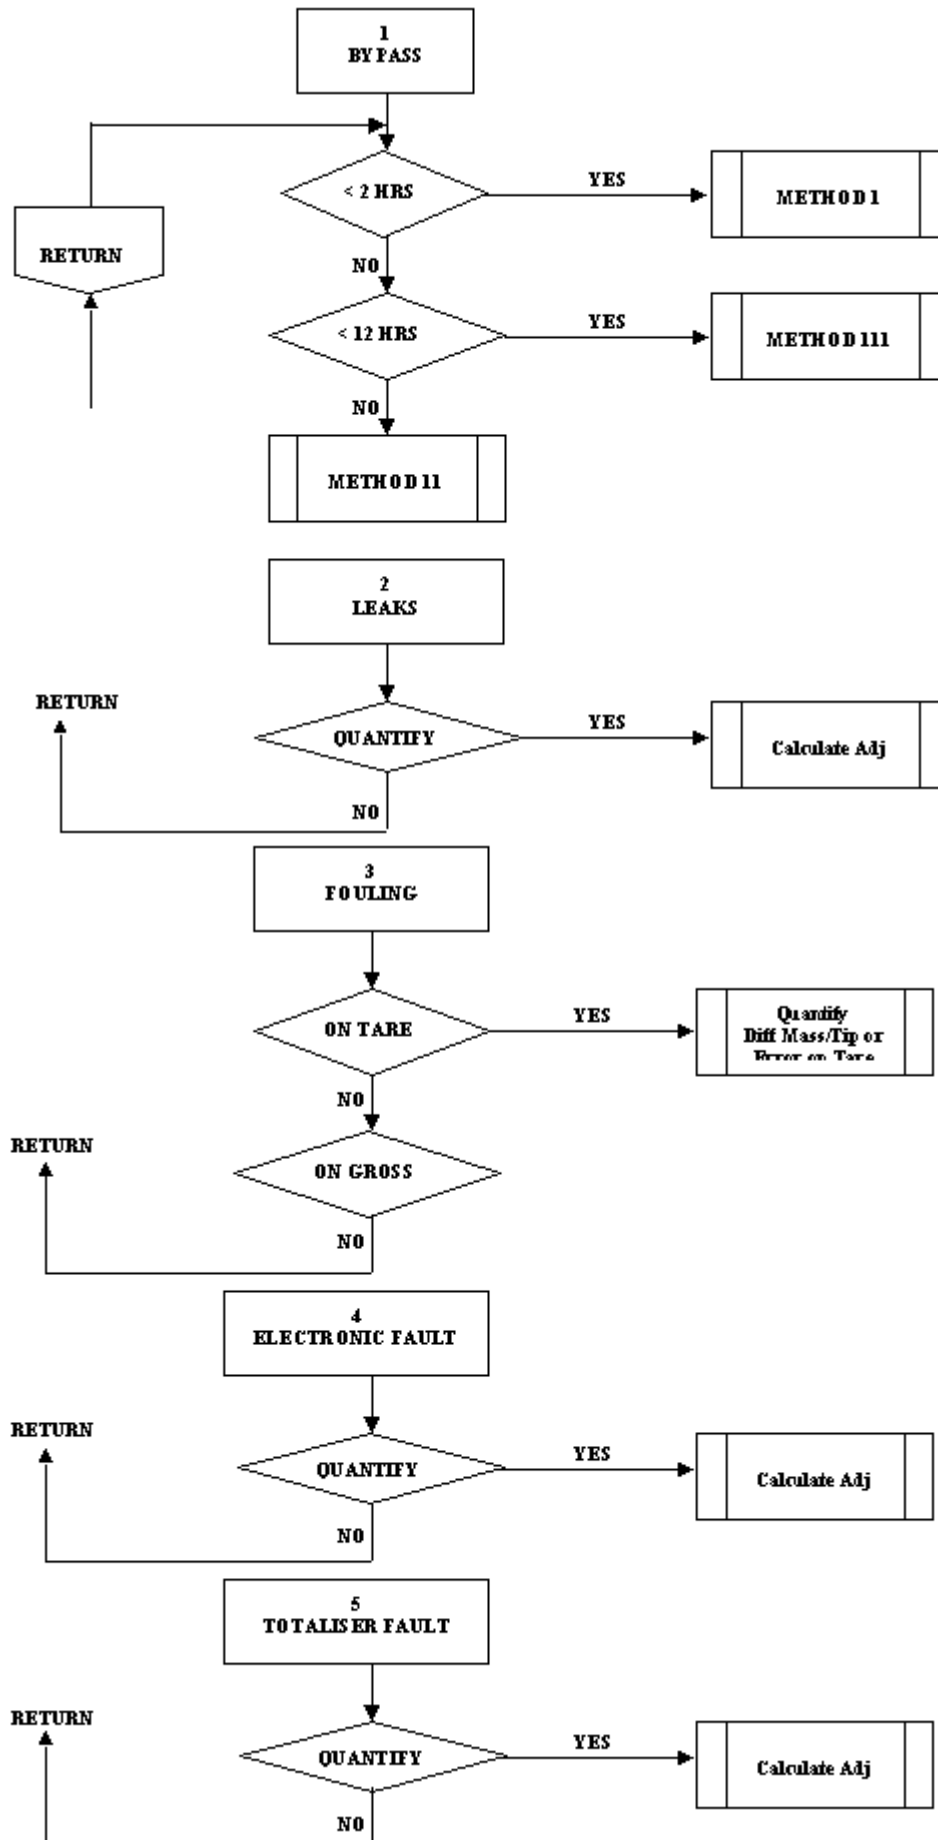 1
BY PASS
< 2 HRS
YES
METHOD 1
RETURN
NO
< 12 HRS
YES
METHOD 111
NO
METHOD 11
2
LEAKS
RETURN
QUANTIFY
YES
Calculate Adj
NO
3
FOULING
ON TARE
YES
Quantify
Diff Mass/Tip or
Error on Tare
NO
RETURN
ON GROSS
NO
4
ELECTRONIC FAULT
RETURN
QUANTIFY
YES
Calculate Adj
NO
5
TOTALISER FAULT
RETURN
QUANTIFY
YES
Calculate Adj
NO